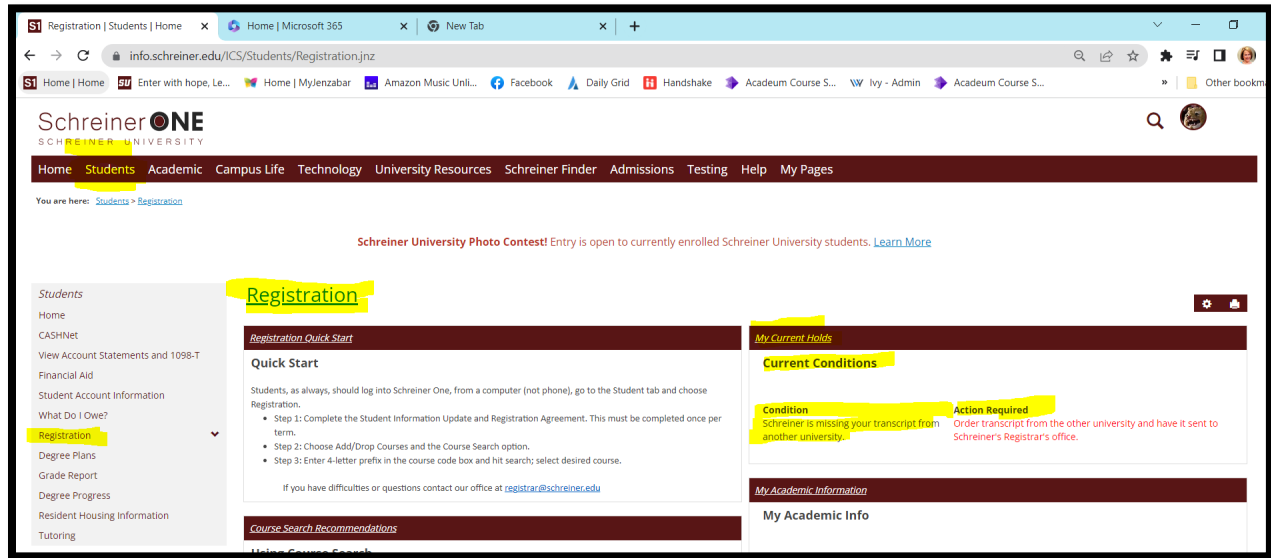 S1 Registration | Students | Home
Home | Microsoft 365
New Tab
info.schreiner.edu/ICS/Students/Registration.jnz
S1 Home | Home
SU Enter with hope, Le...
Home | MyJenzabar
Amazon Music Unli...
Facebook
Daily Grid
Handshake
Acadeum Course S...
Ivy - Admin
Acadeum Course S...
Other bookm
Schreiner ONE
SCHREINER UNIVERSITY
Home Students Academic Campus Life Technology University Resources Schreiner Finder Admissions Testing Help My Pages
You are here: Students > Registration
Schreiner University Photo Contest! Entry is open to currently enrolled Schreiner University students. Learn More
Students
Home
CASHNet
View Account Statements and 1098-T
Financial Aid
Student Account Information
What Do I Owe?
Registration
Degree Plans
Grade Report
Degree Progress
Resident Housing Information
Tutoring
Registration
Registration Quick Start
Quick Start
Students, as always, should log into Schreiner One, from a computer (not phone), go to the Student tab and choose
Registration.
• Step 1: Complete the Student Information Update and Registration Agreement. This must be completed once per
term.
• Step 2: Choose Add/Drop Courses and the Course Search option.
• Step 3: Enter 4-letter prefix in the course code box and hit search; select desired course.
If you have difficulties or questions contact our office at registrar@schreiner.edu
Course Search Recommendations
Using Course Search
My Current Holds
Current Conditions
Condition
Schreiner is missing your transcript from
another university.
Action Required
Order transcript from the other university and have it sent to
Schreiner's Registrar's office.
My Academic Information
My Academic Info